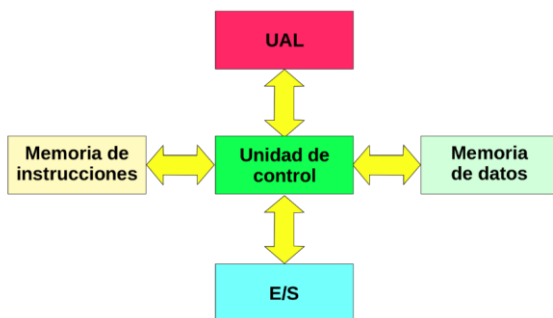 UAL
Memoria de
instrucciones
Unidad de
control
Memoria
de datos
E/S